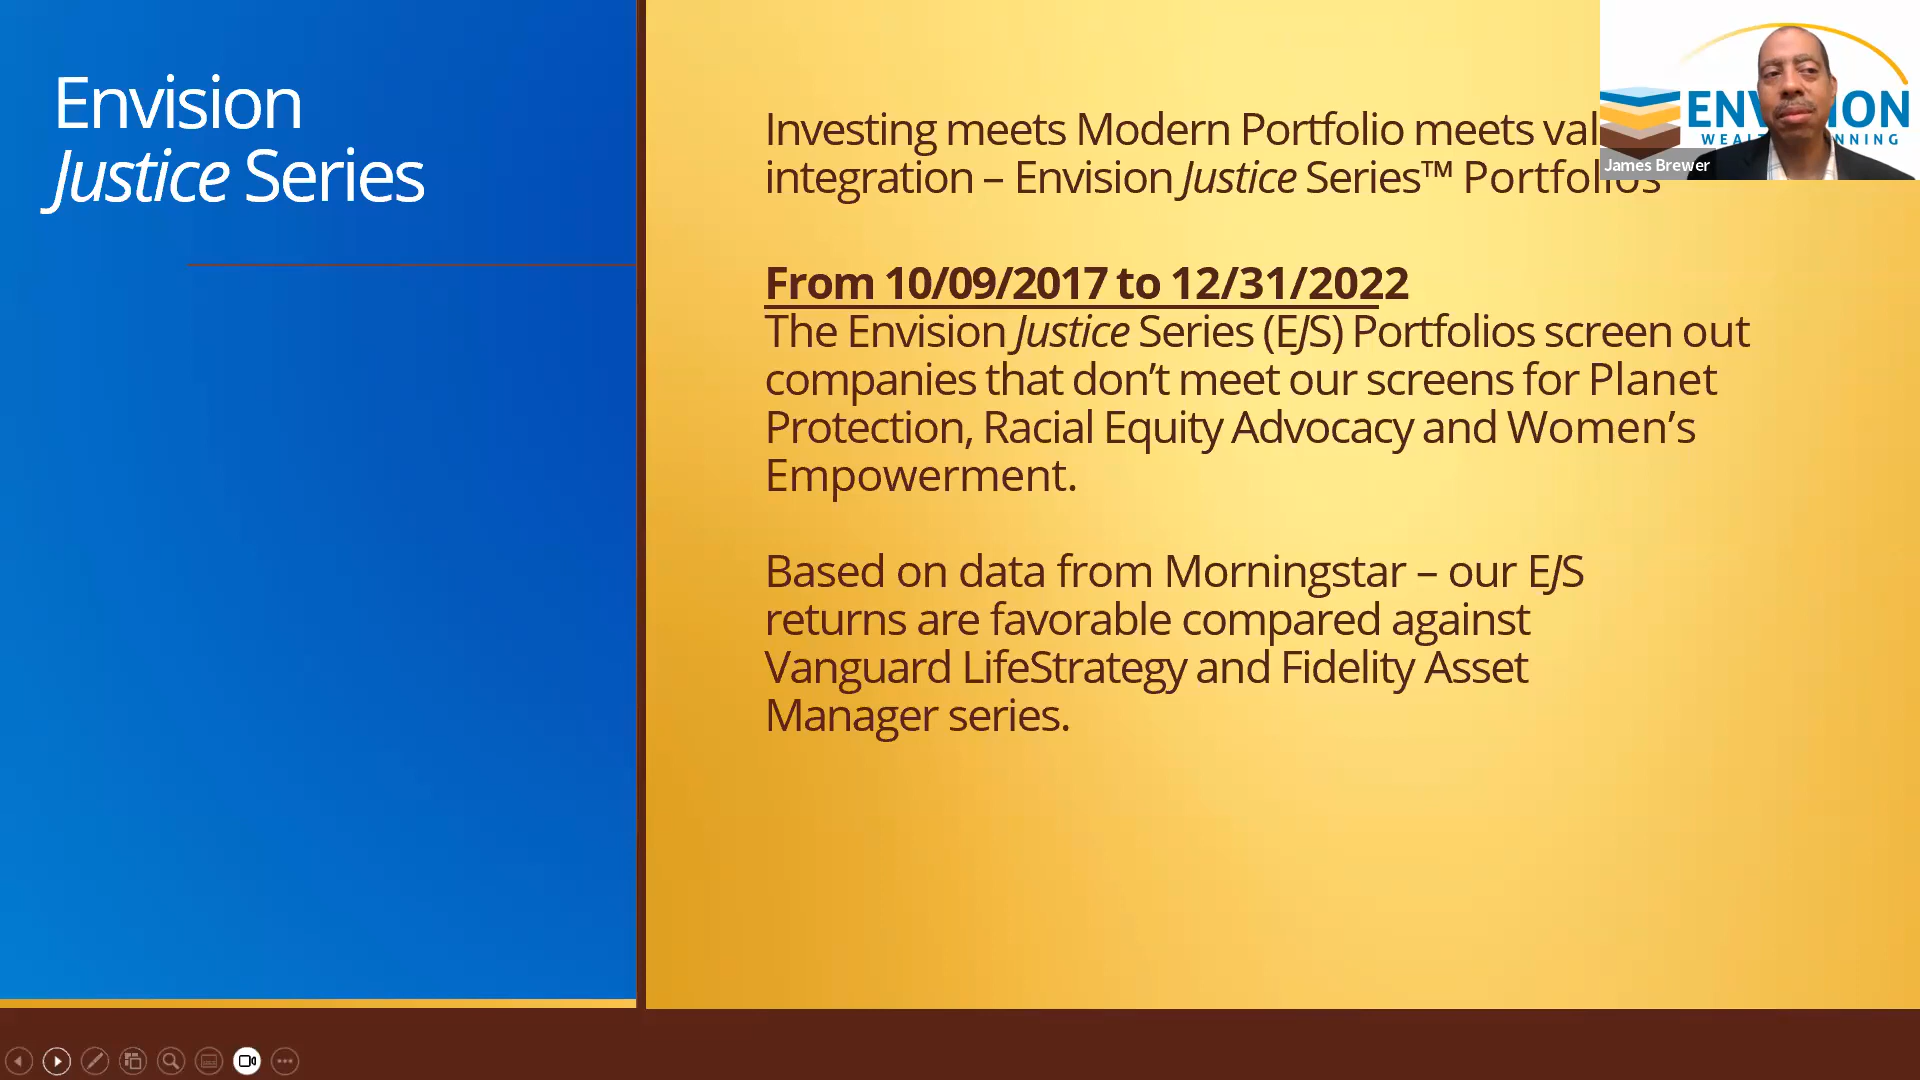 Envision
Justice Series
Investing meets Modern Portfolio meets
integration – Envision Justice Series™ Portfolios
From 10/09/2017 to 12/31/2022
The Envision Justice Series (EJS) Portfolios screen out
companies that don’t meet our screens for Planet
Protection, Racial Equity Advocacy and Women’s
Empowerment.
Based on data from Morningstar – our EJS
returns are favorable compared against
Vanguard LifeStrategy and Fidelity Asset
Manager series.
James Brewer